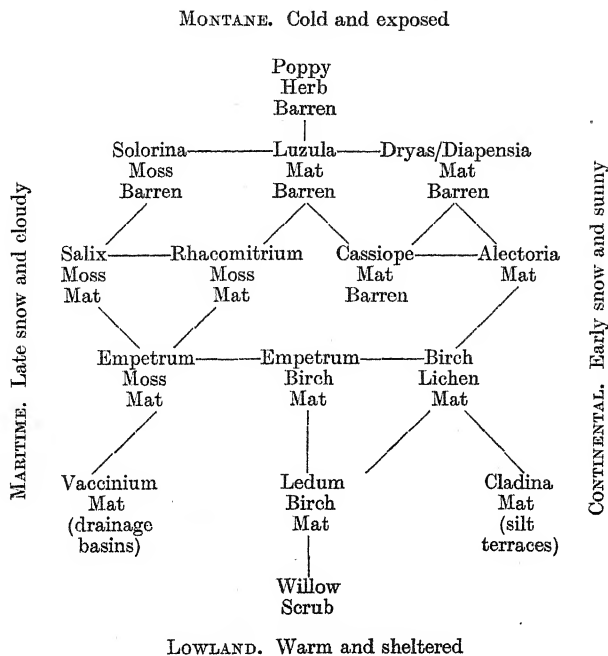 MONTANE. Cold and exposed
Poppy
Herb
Barren
Solorina Luzula Dryas/Diapensia
Moss Mat Mat
Barren Barren Barren
Salix Rhacomitrium Cassiope Alectoria
Moss Moss Mat Mat
Mat Mat Barren
Empetrum Empetrum Birch
Moss Birch Lichen
Mat Mat Mat
Vaccinium Ledum Cladina
Mat Birch Mat
(drainage Mat (silt
basins) terraces)
Willow
Scrub
MARITIME. Late snow and cloudy
CONTINENTAL. Early snow and sunny
LOWLAND. Warm and sheltered